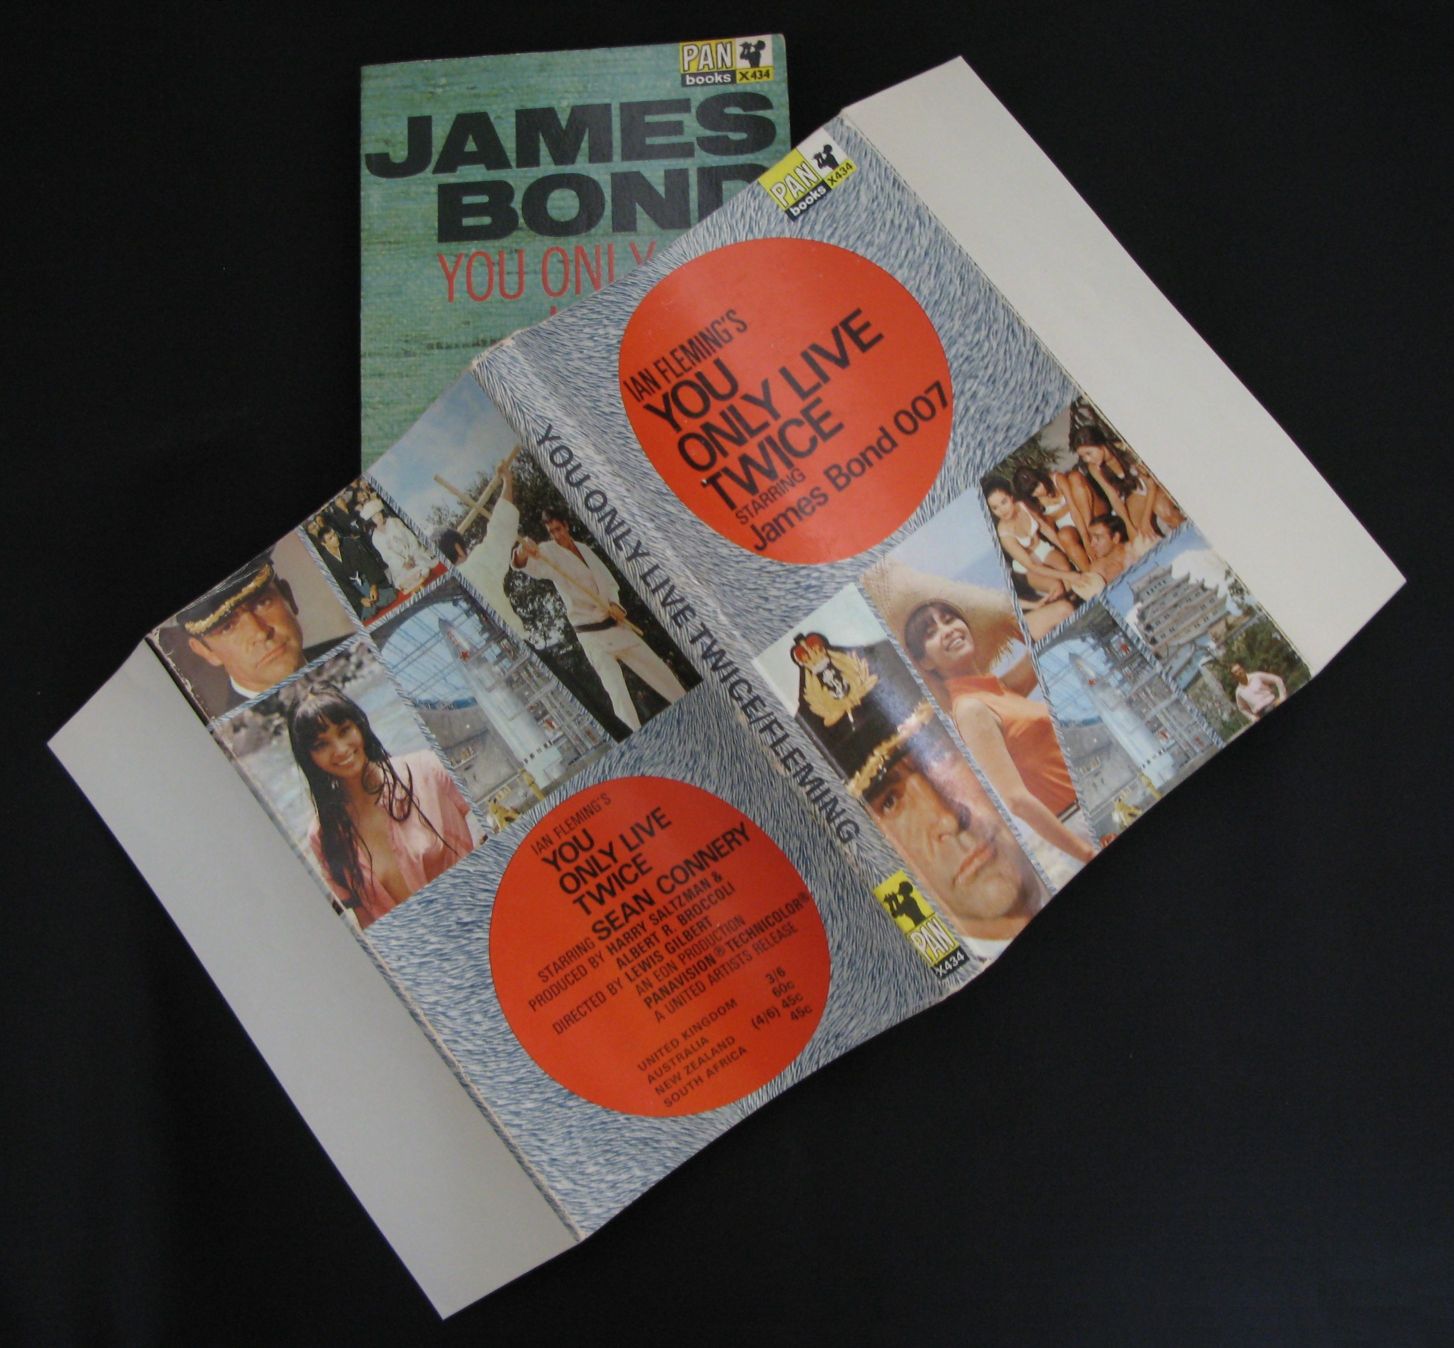 PAN
books X434
JAMES
BOND
YOU ONLY
PAN
books X434
IAN FLEMING'S
YOU
ONLY LIVE
TWICE
STARRING
James Bond 007
YOU ONLY LIVE TWICE/FLEMING
PAN
X434
IAN FLEMING'S
YOU
ONLY LIVE
TWICE
STARRING SEAN CONNERY
PRODUCED BY HARRY SALTZMAN &
ALBERT R. BROCCOLI
DIRECTED BY LEWIS GILBERT
AN EON PRODUCTION
PANAVISION® TECHNICOLOR®
A UNITED ARTISTS RELEASE
UNITED KINGDOM 3/6
AUSTRALIA 60c
NEW ZEALAND (4/6) 45c
SOUTH AFRICA 45c